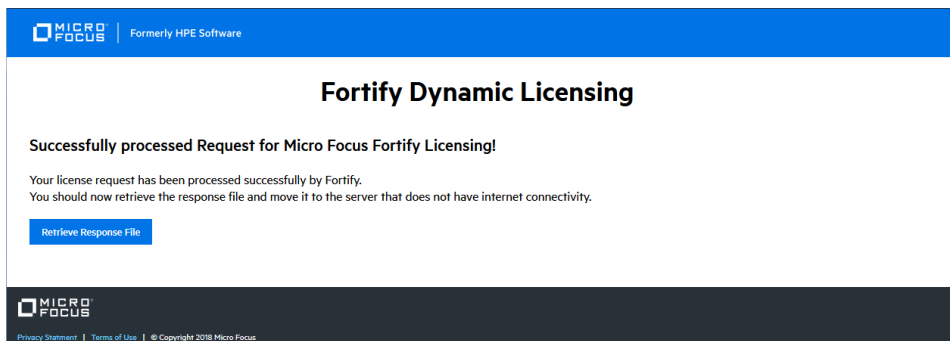 MICRO FOCUS | Formerly HPE Software
Fortify Dynamic Licensing
Successfully processed Request for Micro Focus Fortify Licensing!
Your license request has been processed successfully by Fortify.
You should now retrieve the response file and move it to the server that does not have internet connectivity.
Retrieve Response File
MICRO
FOCUS
Privacy Statment | Terms of Use | © Copyright 2018 Micro Focus